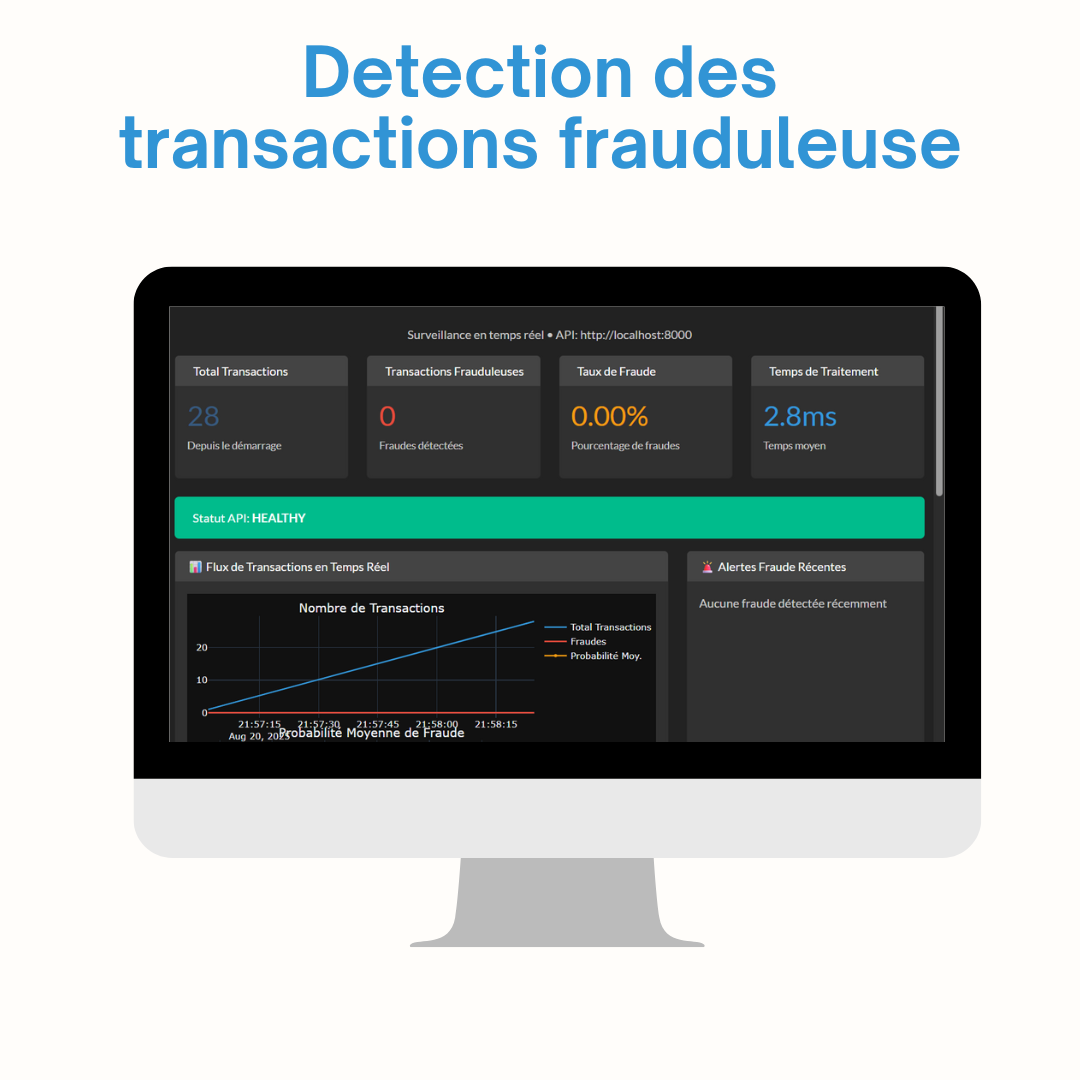 Detection des
transactions frauduleuse
Surveillance en temps réel • API: http://localhost:8000
Total Transactions
28
Depuis le démarrage
Transactions Frauduleuses
0
Fraudes détectées
Taux de Fraude
0.00%
Pourcentage de fraudes
Temps de Traitement
2.8ms
Temps moyen
Statut API: HEALTHY
📊 Flux de Transactions en Temps Réel
Nombre de Transactions
20
10
0
21:57:15 21:57:30 21:57:45 21:58:00 21:58:15
Aug 20, 2025
Total Transactions
Fraudes
Probabilité Moy.
Probabilité Moyenne de Fraude
🚨 Alertes Fraude Récentes
Aucune fraude détectée récemment